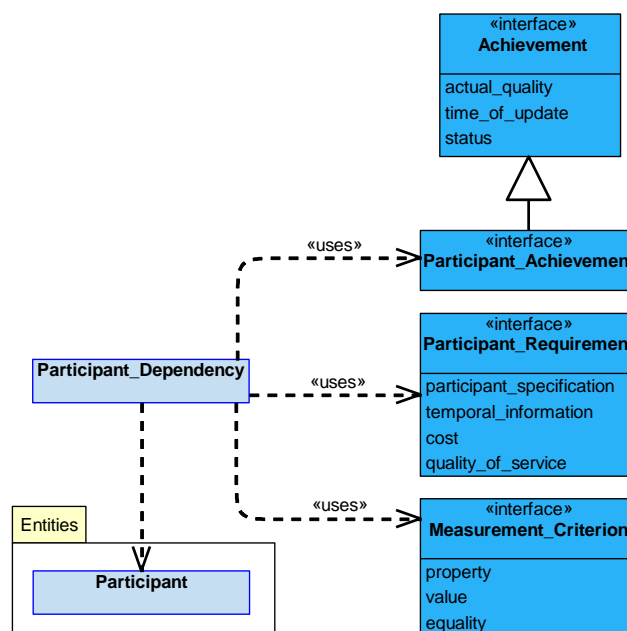 «interface»
Achievement
actual_quality
time_of_update
status
«interface»
Participant_Achievemen
«uses»
«interface»
Participant_Requiremen
participant_specification
temporal_information
cost
quality_of_service
Participant_Dependency
«uses»
«uses»
«interface»
Measurement_Criterion
property
value
equality
Entities
Participant